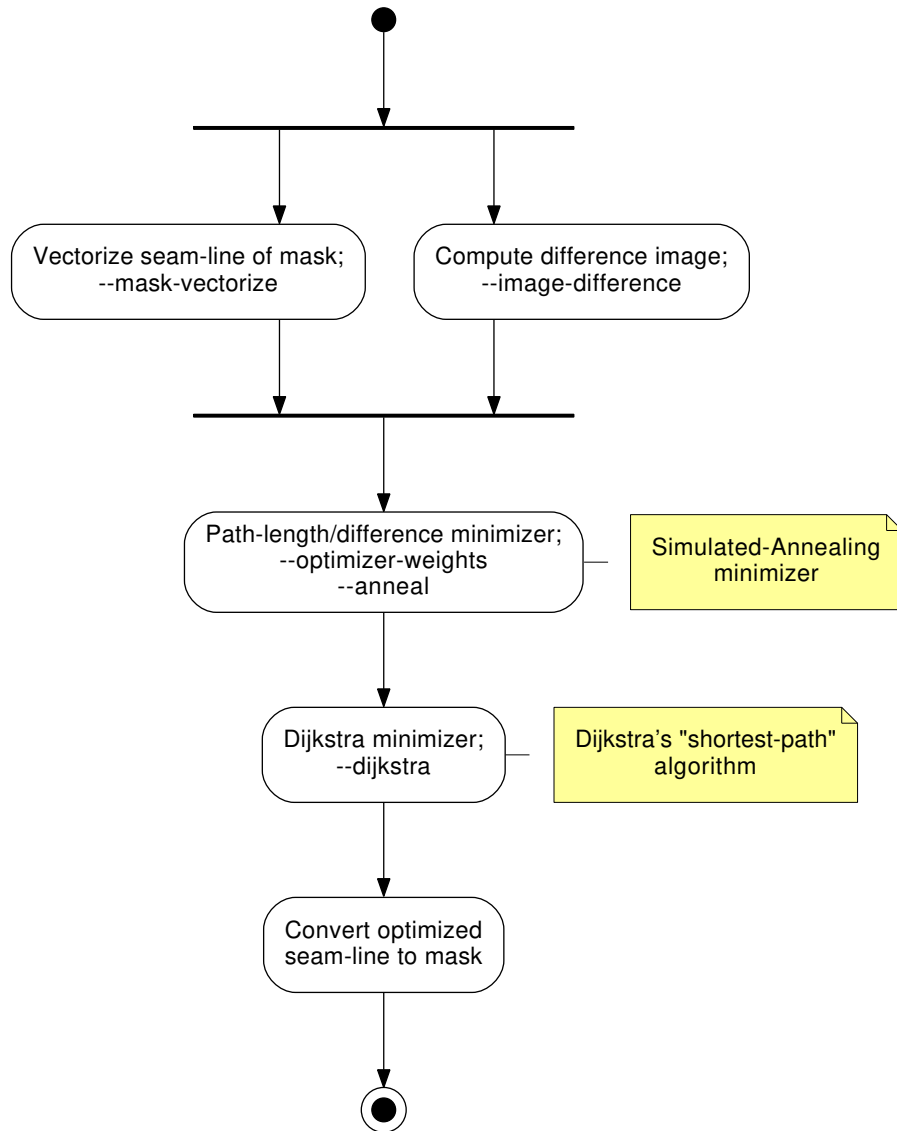 Vectorize seam-line of mask;
--mask-vectorize
Compute difference image;
--image-difference
Path-length/difference minimizer;
--optimizer-weights
--anneal
Simulated-Annealing
minimizer
Dijkstra minimizer;
--dijkstra
Dijkstra's "shortest-path"
algorithm
Convert optimized
seam-line to mask